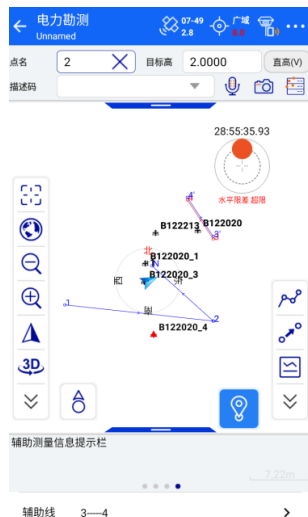 电力勘测
Unnamed
07-49
2.8
广域
0.0
点名
2
目标高
2.0000
直高(V)
描述码
28:55:35.93
水平限差 超限
4'
B122213
B122020
3'
北
B122020_1
N
B122020_3
西
东
南
1
2
B122020_4
3D
辅助测量信息提示栏
7.22m
辅助线
3----4